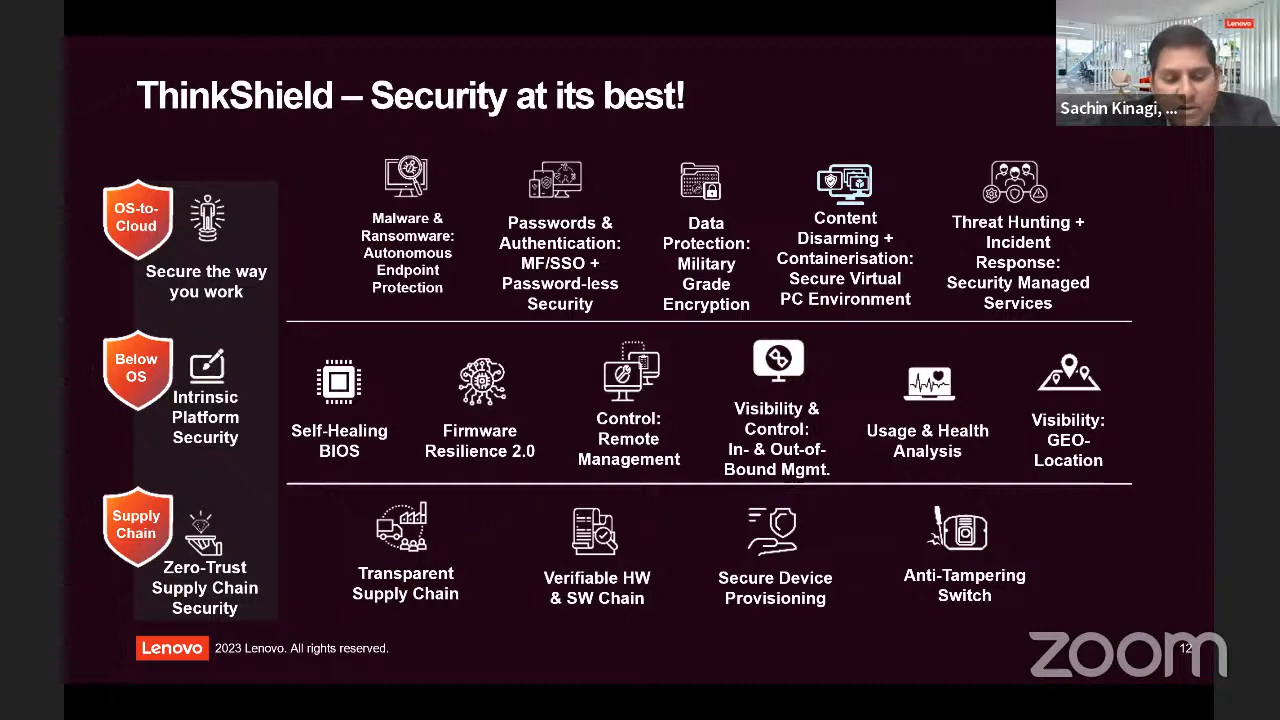 Lenovo
Sachin Kinagi, ...
ThinkShield – Security at its best!
OS-to-
Cloud
Secure the way
you work
Malware &
Ransomware:
Autonomous
Endpoint
Protection
Passwords &
Authentication:
MF/SSO +
Password-less
Security
Data
Protection:
Military
Grade
Encryption
Content
Disarming +
Containerisation:
Secure Virtual
PC Environment
Threat Hunting +
Incident
Response:
Security Managed
Services
Below
OS
Intrinsic
Platform
Security
Self-Healing
BIOS
Firmware
Resilience 2.0
Control:
Remote
Management
Visibility &
Control:
In- & Out-of-
Bound Mgmt.
Usage & Health
Analysis
Visibility:
GEO-
Location
Supply
Chain
Zero-Trust
Supply Chain
Security
Transparent
Supply Chain
Verifiable HW
& SW Chain
Secure Device
Provisioning
Anti-Tampering
Switch
Lenovo
2023 Lenovo. All rights reserved.
12
zoom